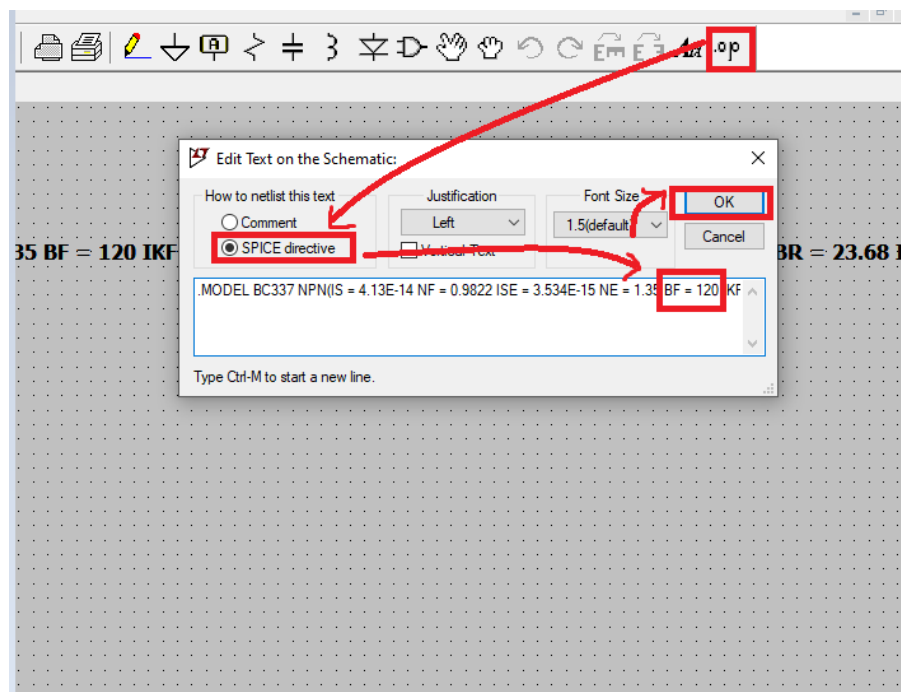 .op
Edit Text on the Schematic:
How to netlist this text
Justification
Font Size
Comment
Left
1.5(default)
OK
SPICE directive
Vertical Text
Cancel
35 BF = 120 IKF
BR = 23.68
.MODEL BC337 NPN(IS = 4.13E-14 NF = 0.9822 ISE = 3.534E-15 NE = 1.35 BF = 120 IKF
Type Ctrl-M to start a new line.